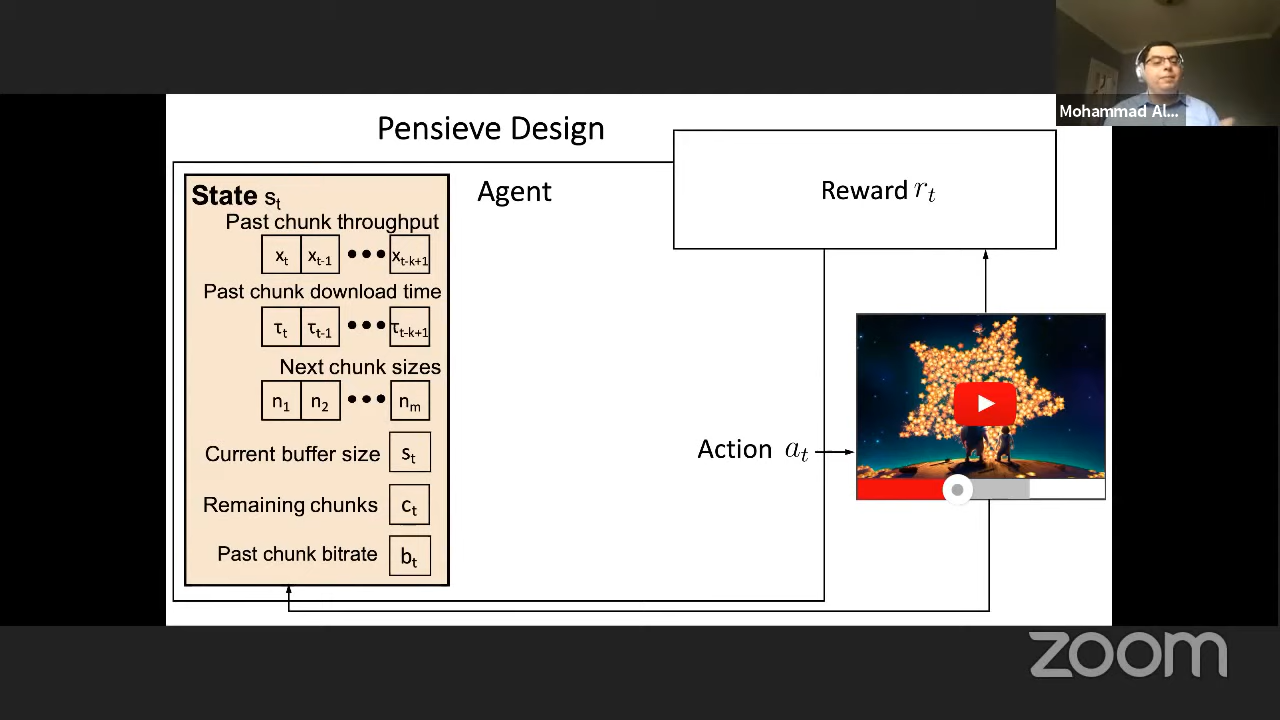 Mohammad Al...
Pensieve Design
State sₜ
Agent
Reward rₜ
Past chunk throughput
xₜ xₜ₋₁ ••• xₜ₋ₖ₊₁
Past chunk download time
τₜ τₜ₋₁ ••• τₜ₋ₖ₊₁
Next chunk sizes
n₁ n₂ ••• nₘ
Action aₜ
Current buffer size sₜ
Remaining chunks cₜ
Past chunk bitrate bₜ
zoom